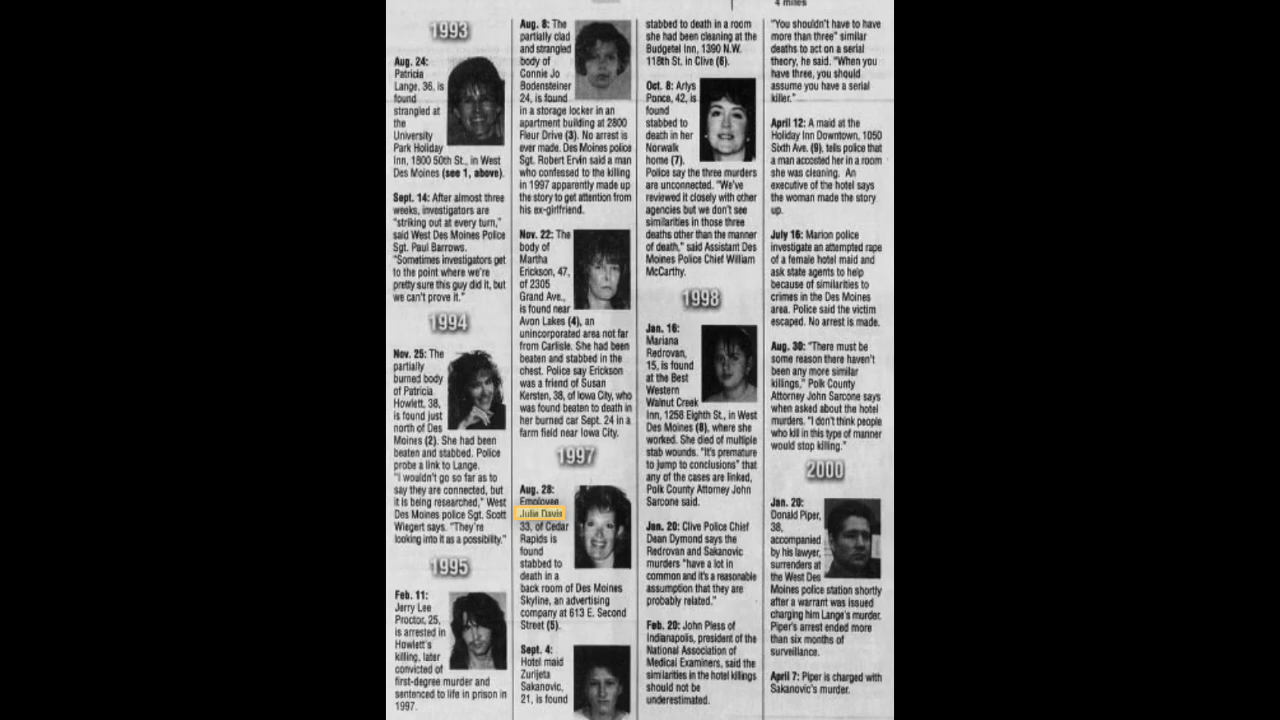 4 miles
1993
Aug. 24:
Patricia
Lange, 36, is
found
strangled at
the
University
Park Holiday
Inn, 1800 50th St., in West
Des Moines (see 1, above).
Sept. 14: After almost three
weeks, investigators are
"striking out at every turn,"
said West Des Moines Police
Sgt. Paul Barrows.
"Sometimes investigators get
to the point where we're
pretty sure this guy did it, but
we can't prove it."
1994
Nov. 25: The
partially
burned body
of Patricia
Howlett, 38,
is found just
north of Des
Moines (2). She had been
beaten and stabbed. Police
probe a link to Lange.
"I wouldn't go so far as to
say they are connected, but
it is being researched," West
Des Moines police Sgt. Scott
Wiegert says. "They're
looking into it as a possibility."
1995
Feb. 11:
Jerry Lee
Proctor, 25,
is arrested in
Howlett's
killing, later
convicted of
first-degree murder and
sentenced to life in prison in
1997.
Aug. 8: The
partially clad
and strangled
body of
Connie Jo
Bodensteiner
24, is found
in a storage locker in an
apartment building at 2800
Fleur Drive (3). No arrest is
ever made. Des Moines police
Sgt. Robert Ervin said a man
who confessed to the killing
in 1997 apparently made up
the story to get attention from
his ex-girlfriend.
Nov. 22: The
body of
Martha
Erickson, 47,
of 2305
Grand Ave.,
is found near
Avon Lakes (4), an
unincorporated area not far
from Carlisle. She had been
beaten and stabbed in the
chest. Police say Erickson
was a friend of Susan
Kersten, 38, of Iowa City, who
was found beaten to death in
her burned car Sept. 24 in a
farm field near Iowa City.
1997
Aug. 28:
Employee
Julie Davis
33, of Cedar
Rapids is
found
stabbed to
death in a
back room of Des Moines
Skyline, an advertising
company at 613 E. Second
Street (5).
Sept. 4:
Hotel maid
Zurijeta
Sakanovic,
21, is found
stabbed to death in a room
she had been cleaning at the
Budgetel Inn, 1390 N.W.
118th St. in Clive (6).
Oct. 8: Arlys
Ponce, 42, is
found
stabbed to
death in her
Norwalk
home (7).
Police say the three murders
are unconnected. "We've
reviewed it closely with other
agencies but we don't see
similarities in those three
deaths other than the manner
of death," said Assistant Des
Moines Police Chief William
McCarthy.
1998
Jan. 16:
Mariana
Redrovan,
15, is found
at the Best
Western
Walnut Creek
Inn, 1258 Eighth St., in West
Des Moines (8), where she
worked. She died of multiple
stab wounds. "It's premature
to jump to conclusions" that
any of the cases are linked,
Polk County Attorney John
Sarcone said.
Jan. 20: Clive Police Chief
Dean Dymond says the
Redrovan and Sakanovic
murders "have a lot in
common and it's a reasonable
assumption that they are
probably related."
Feb. 20: John Pless of
Indianapolis, president of the
National Association of
Medical Examiners, said the
similarities in the hotel killings
should not be
underestimated.
"You shouldn't have to have
more than three" similar
deaths to act on a serial
theory, he said. "When you
have three, you should
assume you have a serial
killer."
April 12: A maid at the
Holiday Inn Downtown, 1050
Sixth Ave. (9), tells police that
a man accosted her in a room
she was cleaning. An
executive of the hotel says
the woman made the story
up.
July 16: Marion police
investigate an attempted rape
of a female hotel maid and
ask state agents to help
because of similarities to
crimes in the Des Moines
area. Police said the victim
escaped. No arrest is made.
Aug. 30: "There must be
some reason there haven't
been any more similar
killings," Polk County
Attorney John Sarcone says
when asked about the hotel
murders. "I don't think people
who kill in this type of manner
would stop killing."
2000
Jan. 20:
Donald Piper,
38,
accompanied
by his lawyer,
surrenders at
the West Des
Moines police station shortly
after a warrant was issued
charging him Lange's murder.
Piper's arrest ended more
than six months of
surveillance.
April 7: Piper is charged with
Sakanovic's murder.